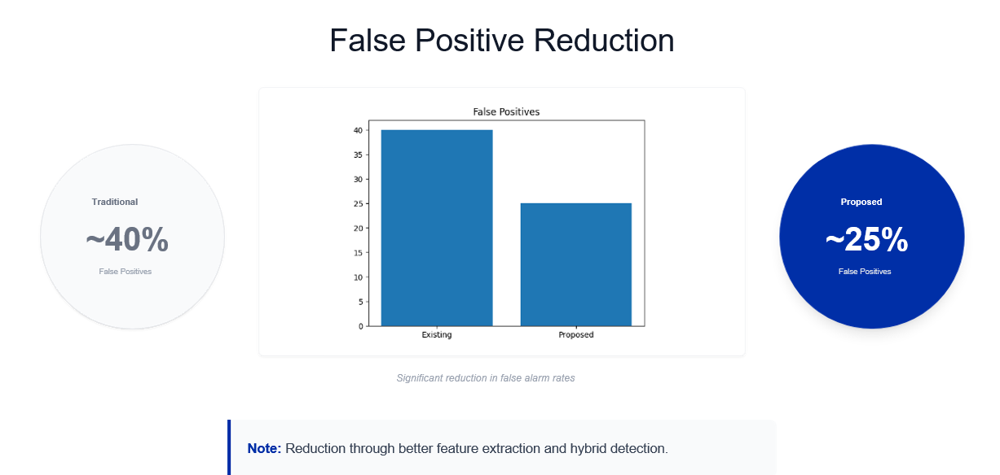 False Positive Reduction
Traditional
~40%
False Positives
False Positives
40
35
30
25
20
15
10
5
0
Existing
Proposed
Proposed
~25%
False Positives
Significant reduction in false alarm rates
Note: Reduction through better feature extraction and hybrid detection.